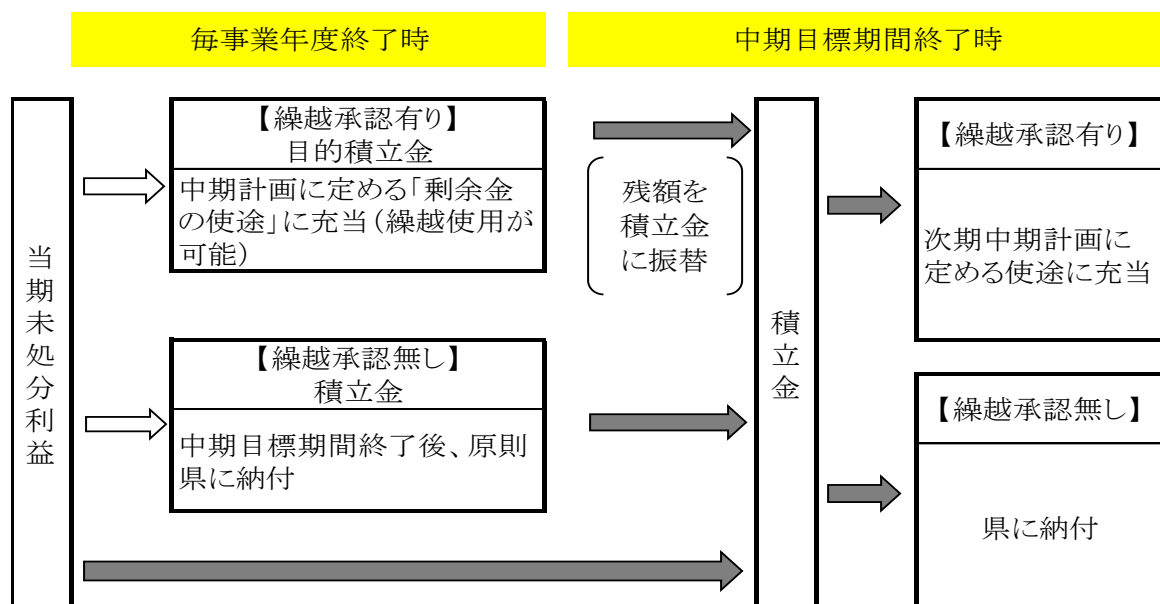 毎事業年度終了時
中期目標期間終了時
当期未処分利益
【繰越承認有り】
目的積立金
中期計画に定める「剰余金
の使途」に充当(繰越使用が
可能)
【繰越承認無し】
積立金
中期目標期間終了後、原則
県に納付
残額を
積立金
に振替
積立金
【繰越承認有り】
次期中期計画に
定める使途に充当
【繰越承認無し】
県に納付